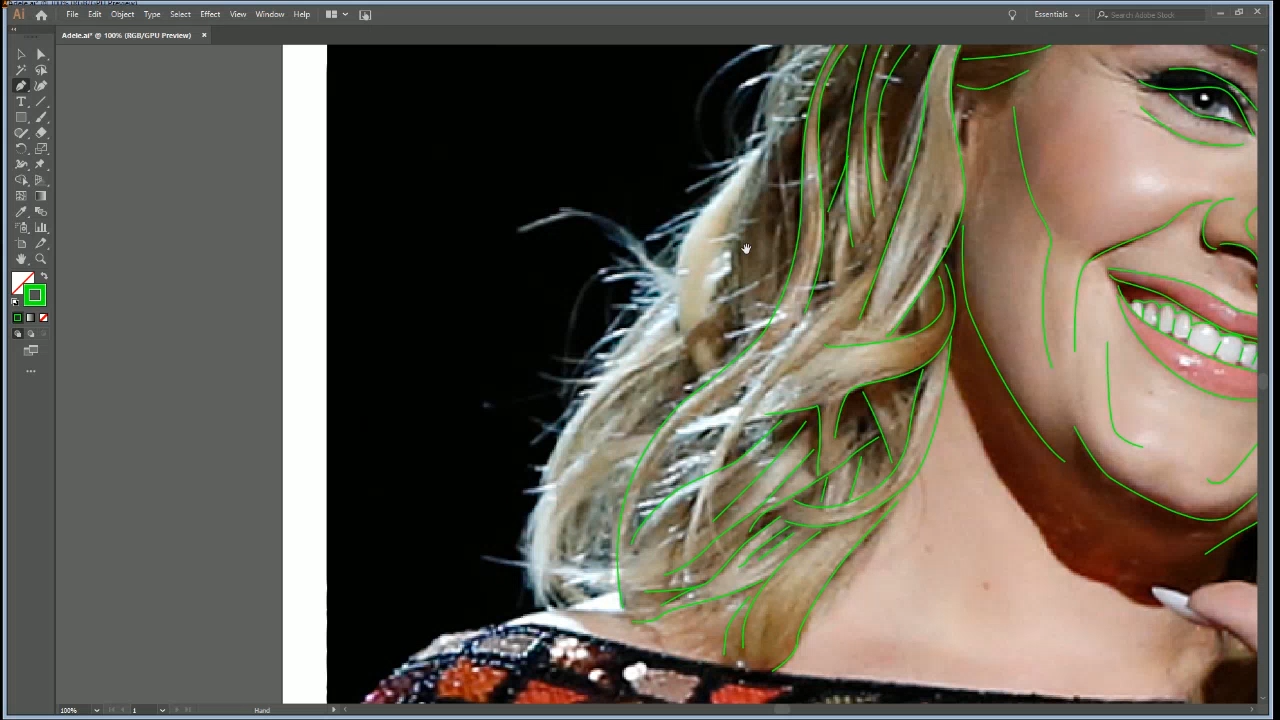 Ai File Edit Object Type Select Effect View Window Help Essentials Search Adobe Stock
Adele.ai* @ 100% (RGB/GPU Preview) ×
100% 1 Hand